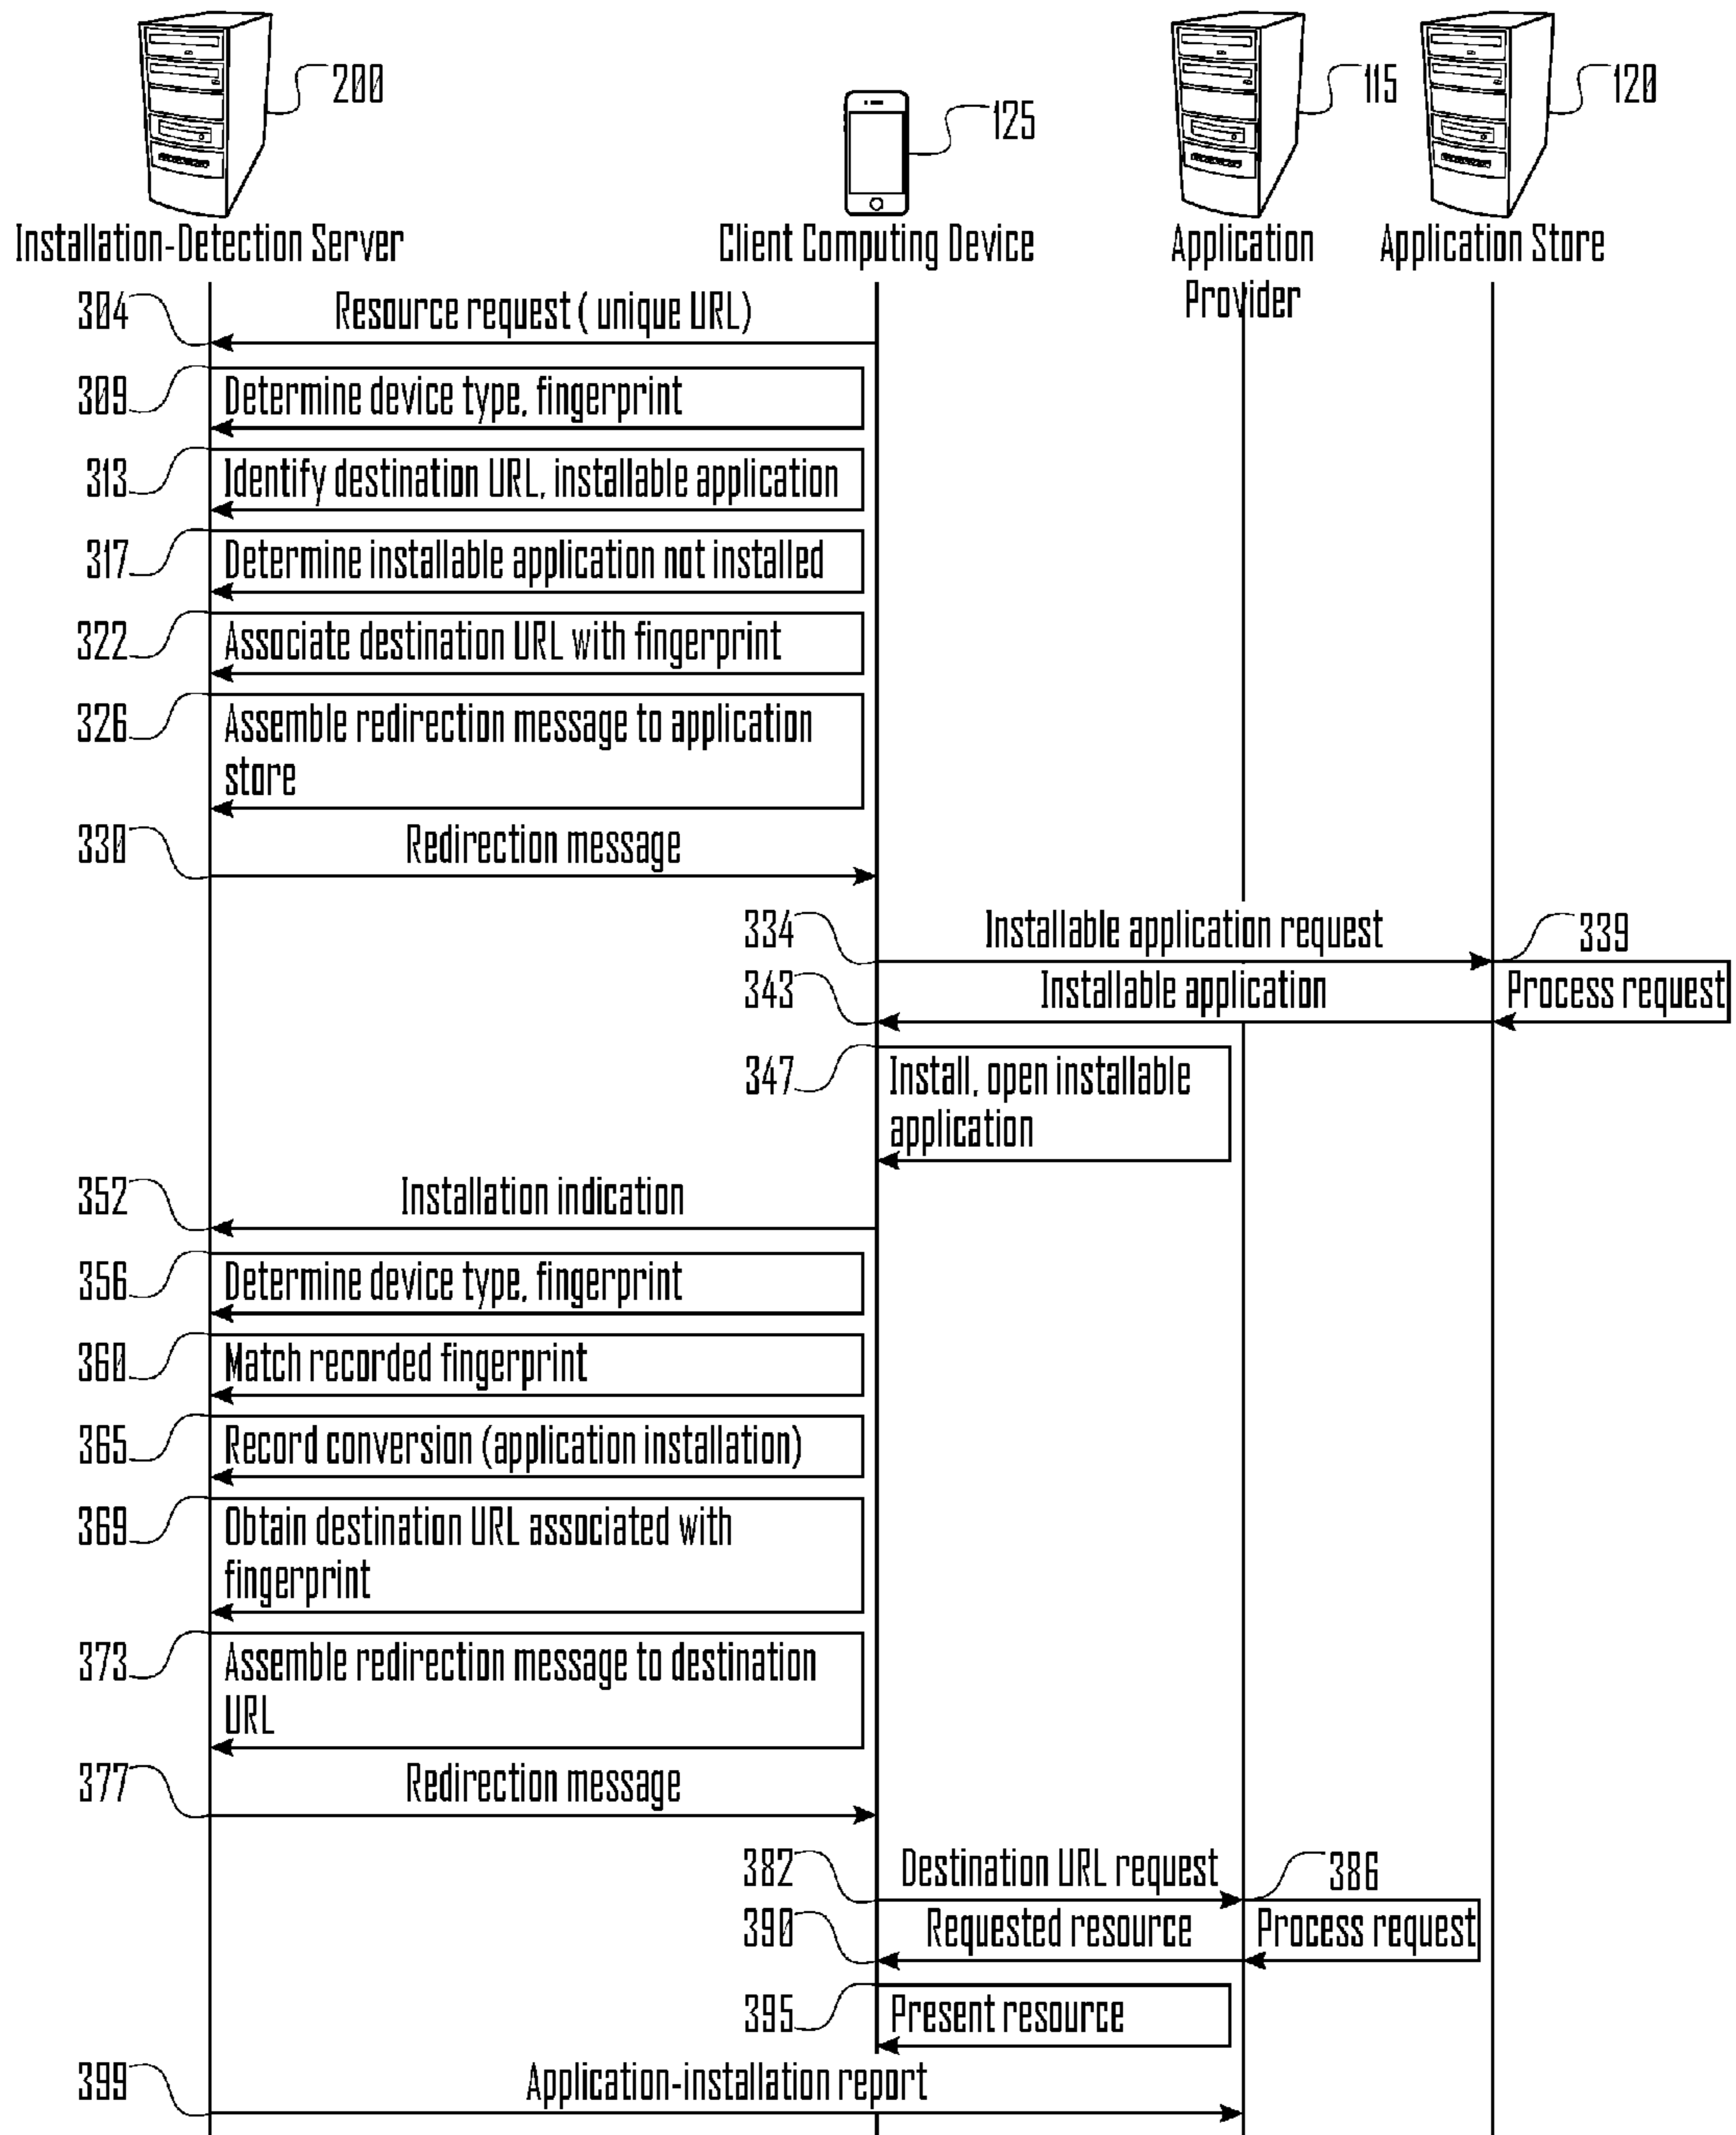 200
125
115
120
Installation-Detection Server
Client Computing Device
Application
Provider
Application Store
304
Resource request ( unique URL)
309
Determine device type, fingerprint
313
Identify destination URL, installable application
317
Determine installable application not installed
322
Associate destination URL with fingerprint
326
Assemble redirection message to application
store
330
Redirection message
334
Installable application request
339
343
Installable application
Process request
347
Install, open installable
application
352
Installation indication
356
Determine device type, fingerprint
360
Match recorded fingerprint
365
Record conversion (application installation)
369
Obtain destination URL associated with
fingerprint
373
Assemble redirection message to destination
URL
377
Redirection message
382
Destination URL request
386
390
Requested resource
Process request
395
Present resource
399
Application-installation report